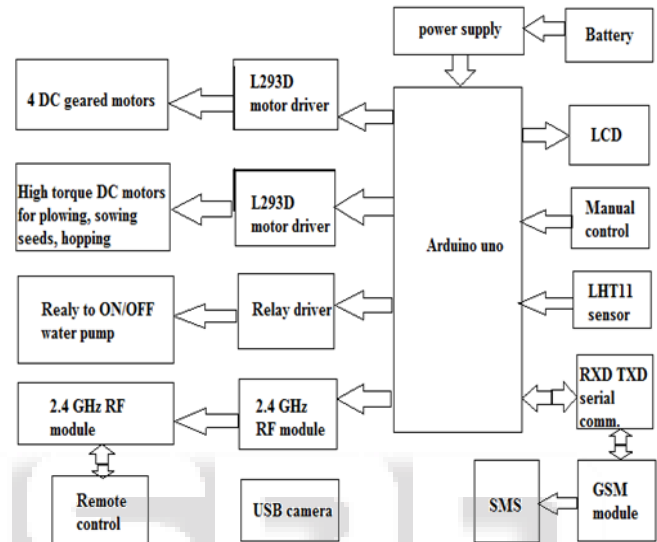 power supply
Battery
4 DC geared motors
L293D
motor driver
LCD
High torque DC motors
for plowing, sowing
seeds, hopping
L293D
motor driver
Arduino uno
Manual
control
Realy to ON/OFF
water pump
Relay driver
LHT11
sensor
2.4 GHz RF
module
2.4 GHz
RF module
RXD TXD
serial
comm.
Remote
control
USB camera
SMS
GSM
module